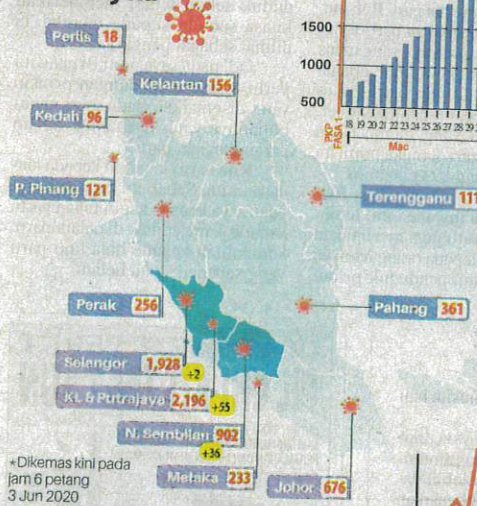 Perlis 18
Kelantan 156
Kedah 96
P. Pinang 121
Terengganu 111
Perak 256
Pahang 361
Selangor 1,928
+2
KL & Putrajaya 2,196 +55
N. Sembilan 902
+36
Melaka 233
Johor 676
*Dikemas kini pada
jam 6 petang
3 Jun 2020
1500
1000
500
PKP
FASA 1
18 19 20 21 22 23 24 25 26 27 28 29
Mac